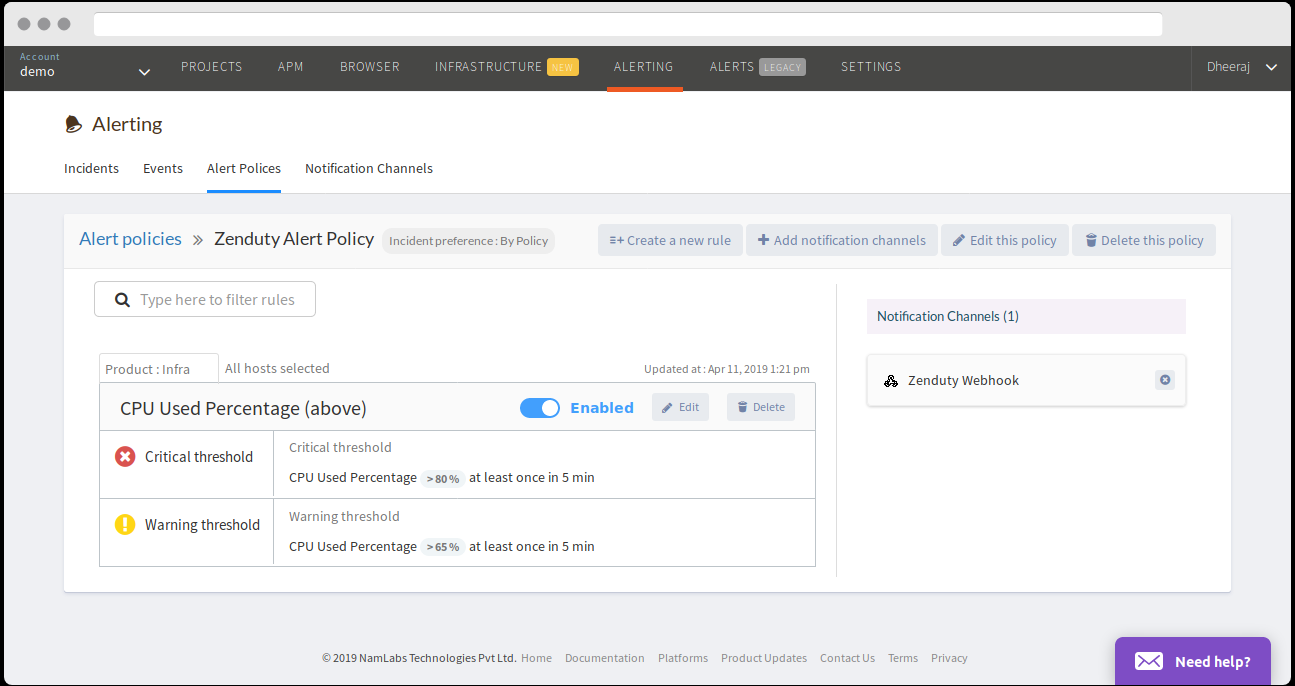 Account
demo
PROJECTS APM BROWSER INFRASTRUCTURE NEW ALERTING ALERTS LEGACY SETTINGS Dheeraj
Alerting
Incidents Events Alert Polices Notification Channels
Alert policies » Zenduty Alert Policy Incident preference : By Policy Create a new rule Add notification channels Edit this policy Delete this policy
Type here to filter rules
Notification Channels (1)
Product : Infra All hosts selected Updated at : Apr 11, 2019 1:21 pm
Zenduty Webhook
CPU Used Percentage (above) Enabled Edit Delete
Critical threshold
Critical threshold
CPU Used Percentage > 80 % at least once in 5 min
Warning threshold
Warning threshold
CPU Used Percentage > 65 % at least once in 5 min
© 2019 NamLabs Technologies Pvt Ltd. Home Documentation Platforms Product Updates Contact Us Terms Privacy
Need help?